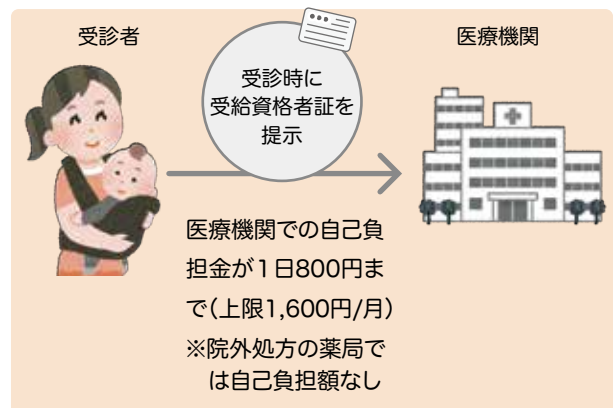 受診者
受診時に
受給資格者証を
提示
医療機関
医療機関での自己負
担金が1日800円ま
で(上限1,600円/月)
※院外処方の薬局で
は自己負担額なし